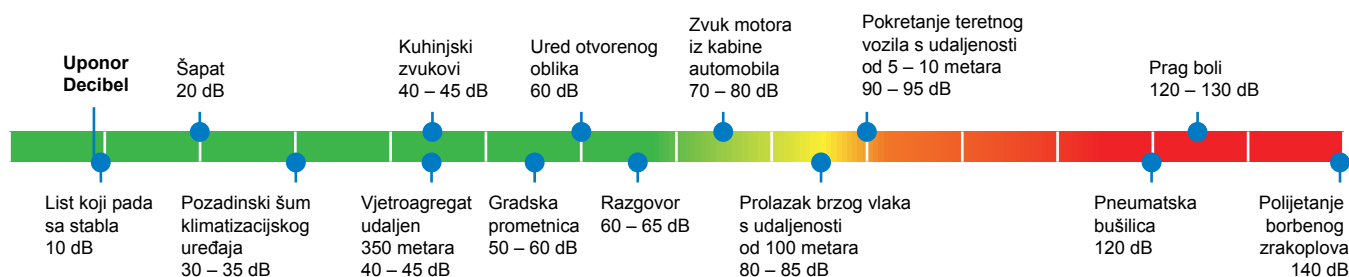 Uponor
Decibel
Šapat
20 dB
Kuhinjski
zvukovi
40 – 45 dB
Ured otvorenog
oblika
60 dB
Zvuk motora
iz kabine
automobila
70 – 80 dB
Pokretanje teretnog
vozila s udaljenosti
od 5 – 10 metara
90 – 95 dB
Prag boli
120 – 130 dB
List koji pada
sa stabla
10 dB
Pozadinski šum
klimatizacijskog
uređaja
30 – 35 dB
Vjetroagregat
udaljen
350 metara
40 – 45 dB
Gradska
prometnica
50 – 60 dB
Razgovor
60 – 65 dB
Prolazak brzog vlaka
s udaljenosti
od 100 metara
80 – 85 dB
Pneumatska
bušilica
120 dB
Polijetanje
borbenog
zrakoplova
140 dB